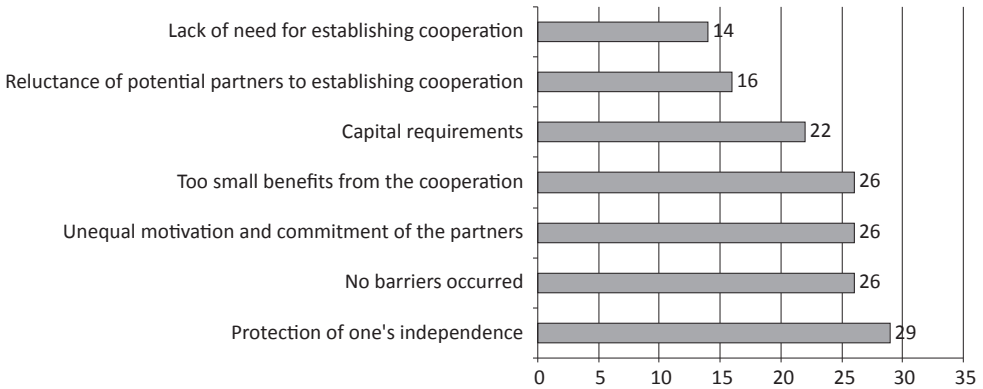 Lack of need for establishing cooperation 14
Reluctance of potential partners to establishing cooperation 16
Capital requirements 22
Too small benefits from the cooperation 26
Unequal motivation and commitment of the partners 26
No barriers occurred 26
Protection of one's independence 29
0 5 10 15 20 25 30 35